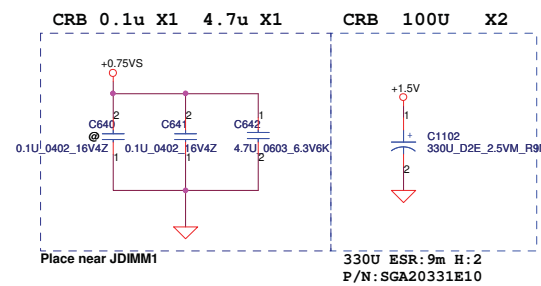 CRB 0.1u X1 4.7u X1
CRB 100U X2
+0.75VS
+1.5V
2 2 1
C640 C641 C642
@
0.1U_0402_16V4Z 0.1U_0402_16V4Z 4.7U_0603_6.3V6K
1 1 2
1
+
C1102
330U_D2E_2.5VM_R9
2
Place near JDIMM1
330U ESR:9m H:2
P/N:SGA20331E10